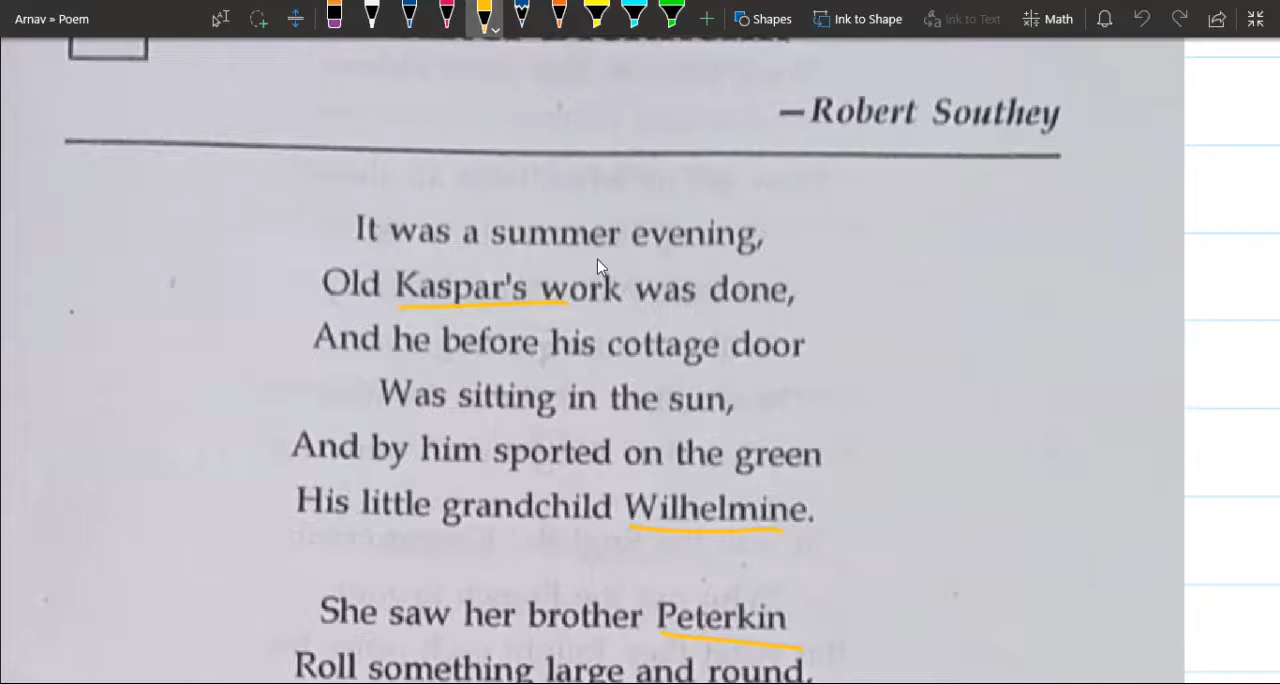 Arnav » Poem
Shapes
Ink to Shape
Ink to Text
Math
—Robert Southey
It was a summer evening,
Old Kaspar's work was done,
And he before his cottage door
Was sitting in the sun,
And by him sported on the green
His little grandchild Wilhelmine.
She saw her brother Peterkin
Roll something large and round,